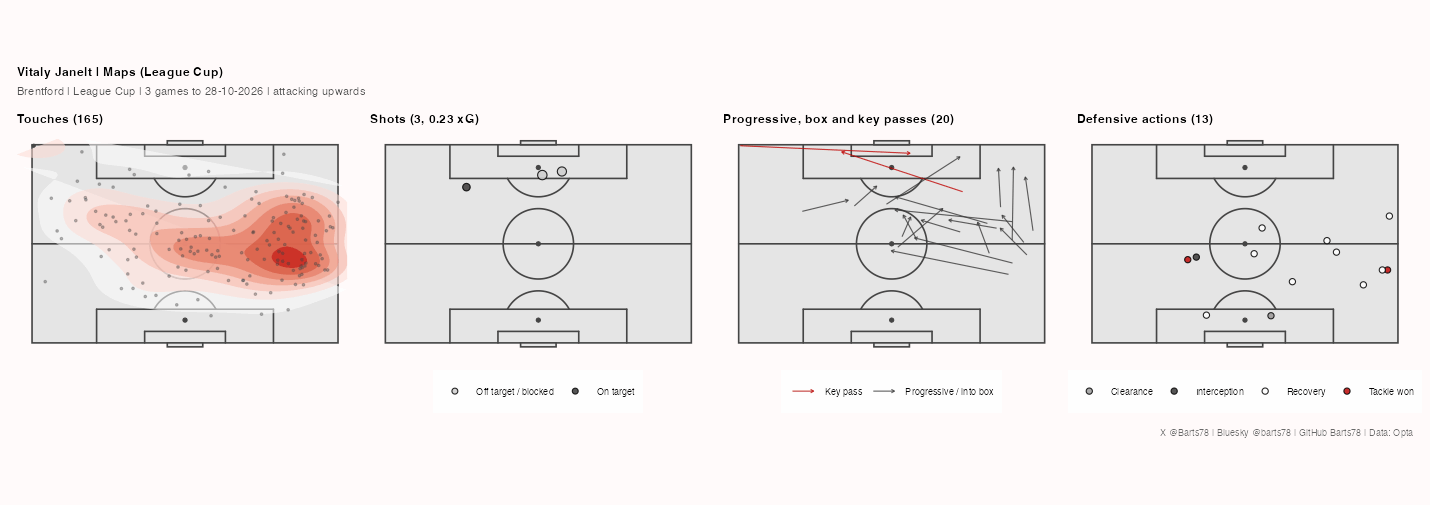 Vitaly Janelt | Maps (League Cup)
Brentford | League Cup | 3 games to 28-10-2026 | attacking upwards
Touches (165)
Shots (3, 0.23 xG)
Progressive, box and key passes (20)
Defensive actions (13)
Off target / blocked
On target
Key pass
Progressive / into box
Clearance
Interception
Recovery
Tackle won
X @Barts78 | Bluesky @barts78 | GitHub Barts78 | Data: Opta